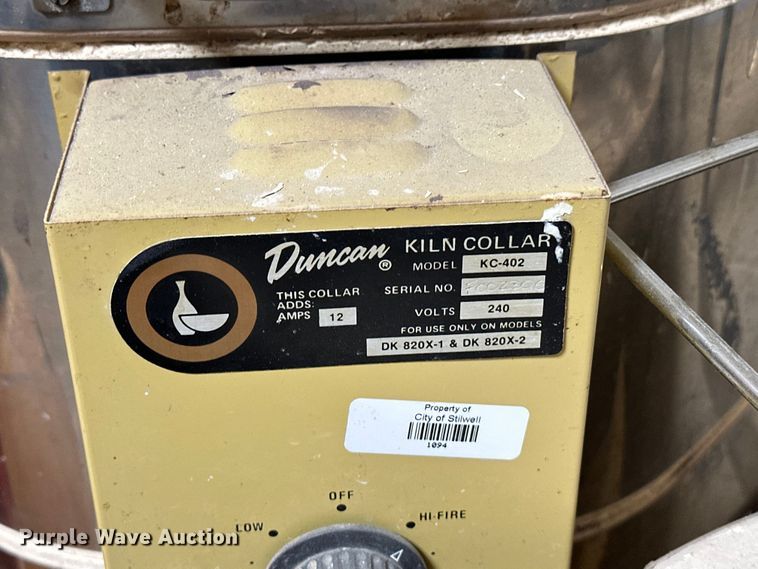 Duncan ® KILN COLLAR
MODEL KC-402
THIS COLLAR
ADDS:
AMPS 12
SERIAL NO.
VOLTS 240
FOR USE ONLY ON MODELS
DK 820X-1 & DK 820X-2
Property of
City of Stilwell
1094
OFF
LOW
HI-FIRE
Purple Wave Auction